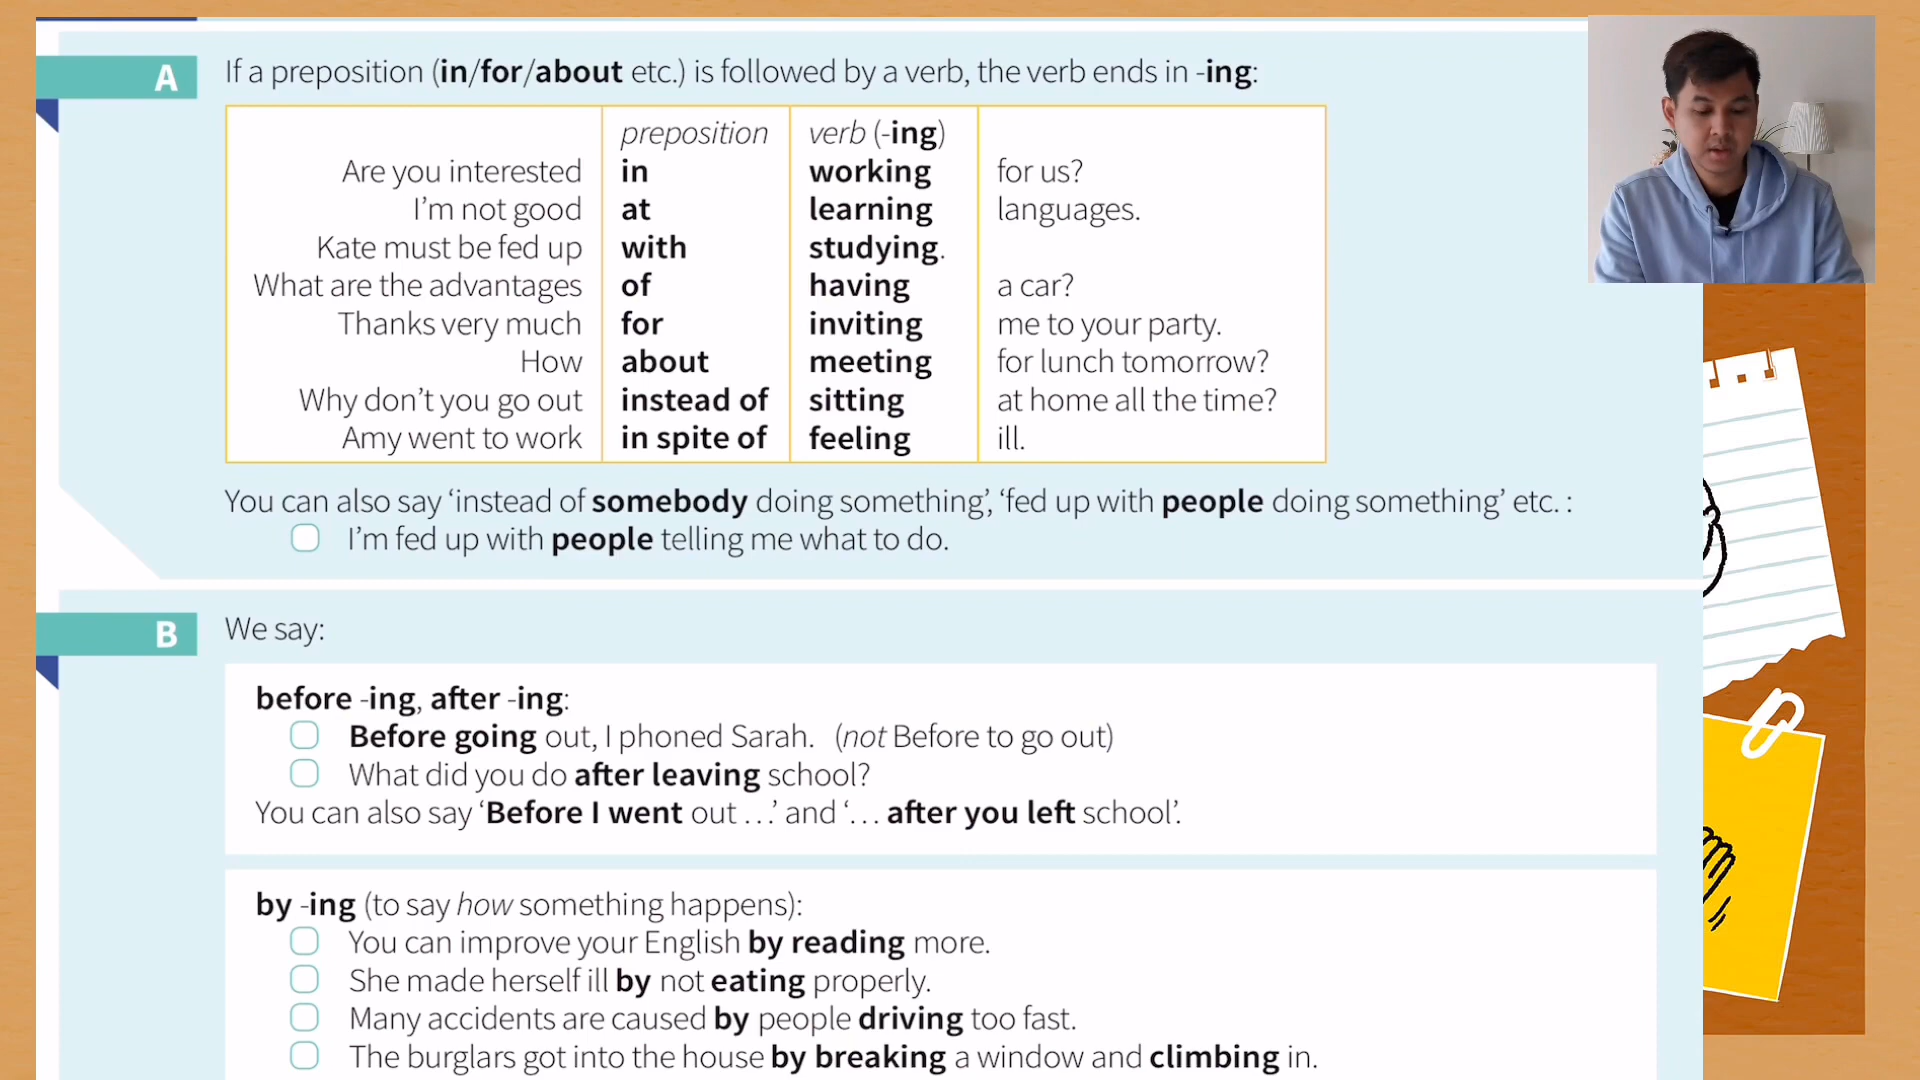 A
If a preposition (in/for/about etc.) is followed by a verb, the verb ends in -ing:
preposition verb (-ing)
Are you interested in working for us?
I'm not good at learning languages.
Kate must be fed up with studying.
What are the advantages of having a car?
Thanks very much for inviting me to your party.
How about meeting for lunch tomorrow?
Why don't you go out instead of sitting at home all the time?
Amy went to work in spite of feeling ill.
You can also say ‘instead of somebody doing something’, ‘fed up with people doing something’ etc. :
I'm fed up with people telling me what to do.
B
We say:
before -ing, after -ing:
Before going out, I phoned Sarah. (not Before to go out)
What did you do after leaving school?
You can also say ‘Before I went out …’ and ‘… after you left school’.
by -ing (to say how something happens):
You can improve your English by reading more.
She made herself ill by not eating properly.
Many accidents are caused by people driving too fast.
The burglars got into the house by breaking a window and climbing in.